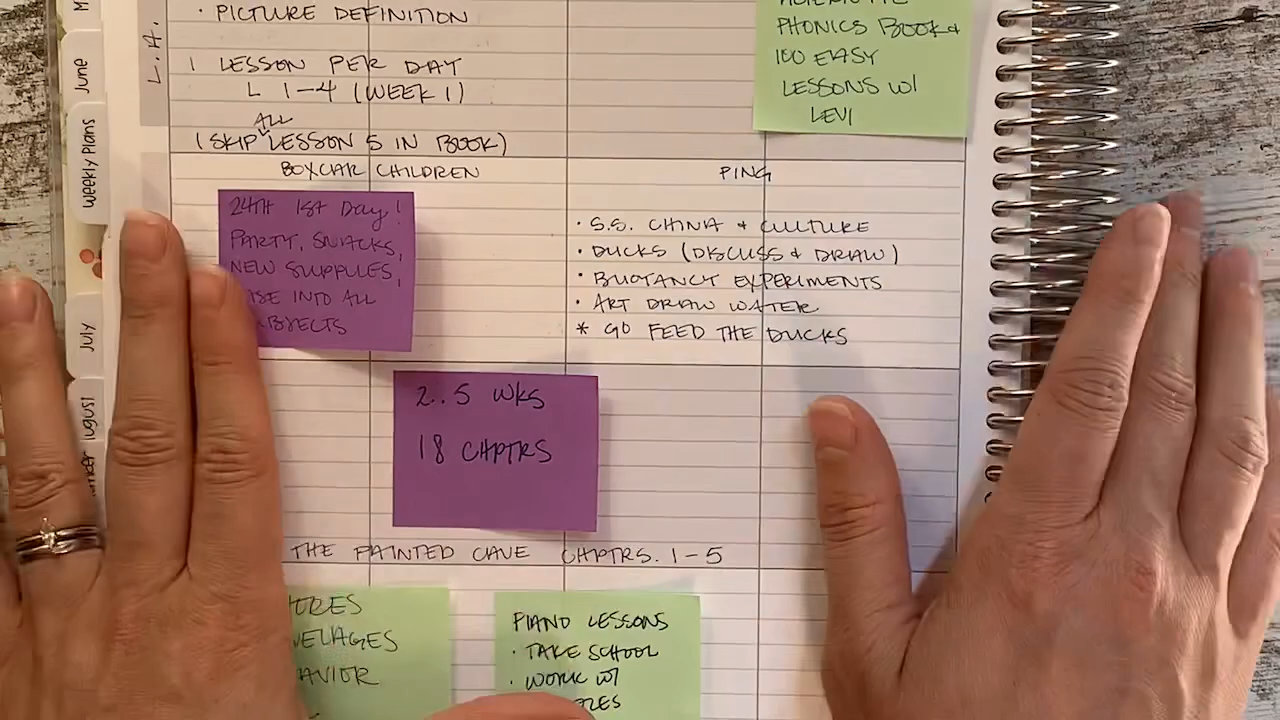 June
Weekly Plans
July
L.A.
• PICTURE DEFINITION
1 LESSON PER DAY
L 1-4 (WEEK 1)
ALL
(SKIP LESSON 5 IN BOOK)
PHONICS BOOK &
100 EASY
LESSONS W/
LEVI
BOXCAR CHILDREN
24TH 1ST DAY!
PARTY, SNACKS,
NEW SUPPLIES,
INTO ALL
PING
• S.S. CHINA & CULTURE
• DUCKS (DISCUSS & DRAW)
• BUOYANCY EXPERIMENTS
• ART DRAW WATER
* GO FEED THE DUCKS
2..5 WKS
18 CHPTRS
THE PAINTED CAVE CHPTRS. 1-5
PIANO LESSONS
• TAKE SCHOOL
• WORK W/